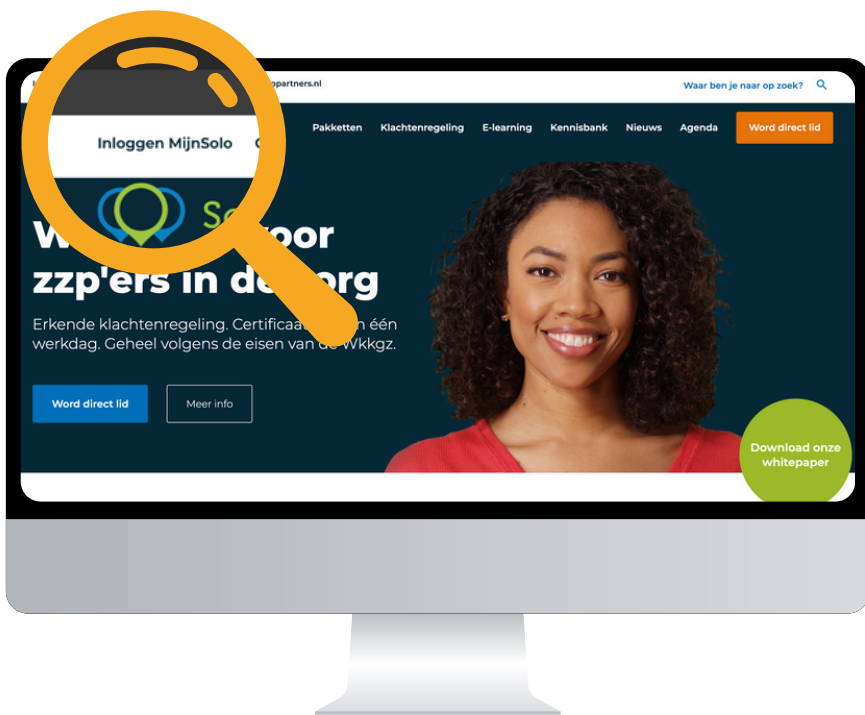 ppartners.nl
Waar ben je naar op zoek?
Inloggen MijnSolo
Pakketten Klachtenregeling E-learning Kennisbank Nieuws Agenda Word direct lid
voor
zzp'ers in de zorg
Erkende klachtenregeling. Certificaat één
werkdag. Geheel volgens de eisen van de Wkkgz.
Word direct lid Meer info
Download onze
whitepaper